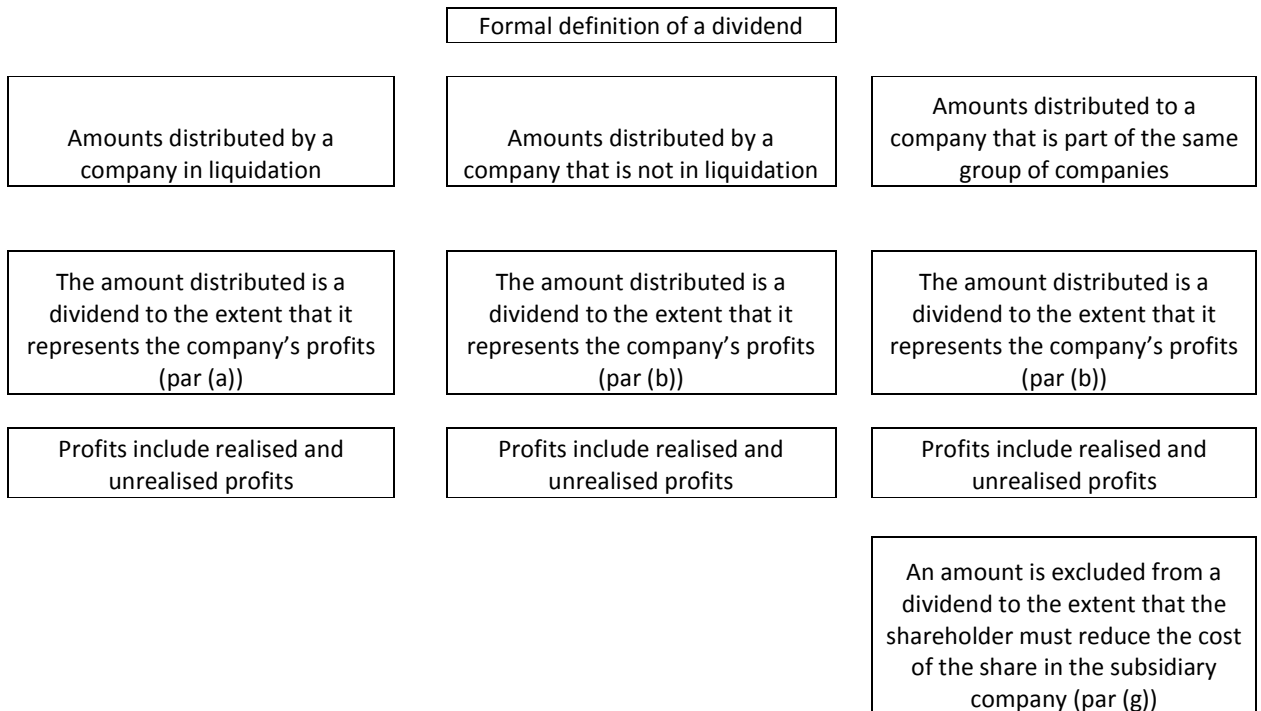 Formal definition of a dividend
Amounts distributed by a
company in liquidation
Amounts distributed by a
company that is not in liquidation
Amounts distributed to a
company that is part of the same
group of companies
The amount distributed is a
dividend to the extent that it
represents the company’s profits
(par (a))
The amount distributed is a
dividend to the extent that it
represents the company’s profits
(par (b))
The amount distributed is a
dividend to the extent that it
represents the company’s profits
(par (b))
Profits include realised and
unrealised profits
Profits include realised and
unrealised profits
Profits include realised and
unrealised profits
An amount is excluded from a
dividend to the extent that the
shareholder must reduce the cost
of the share in the subsidiary
company (par (g))